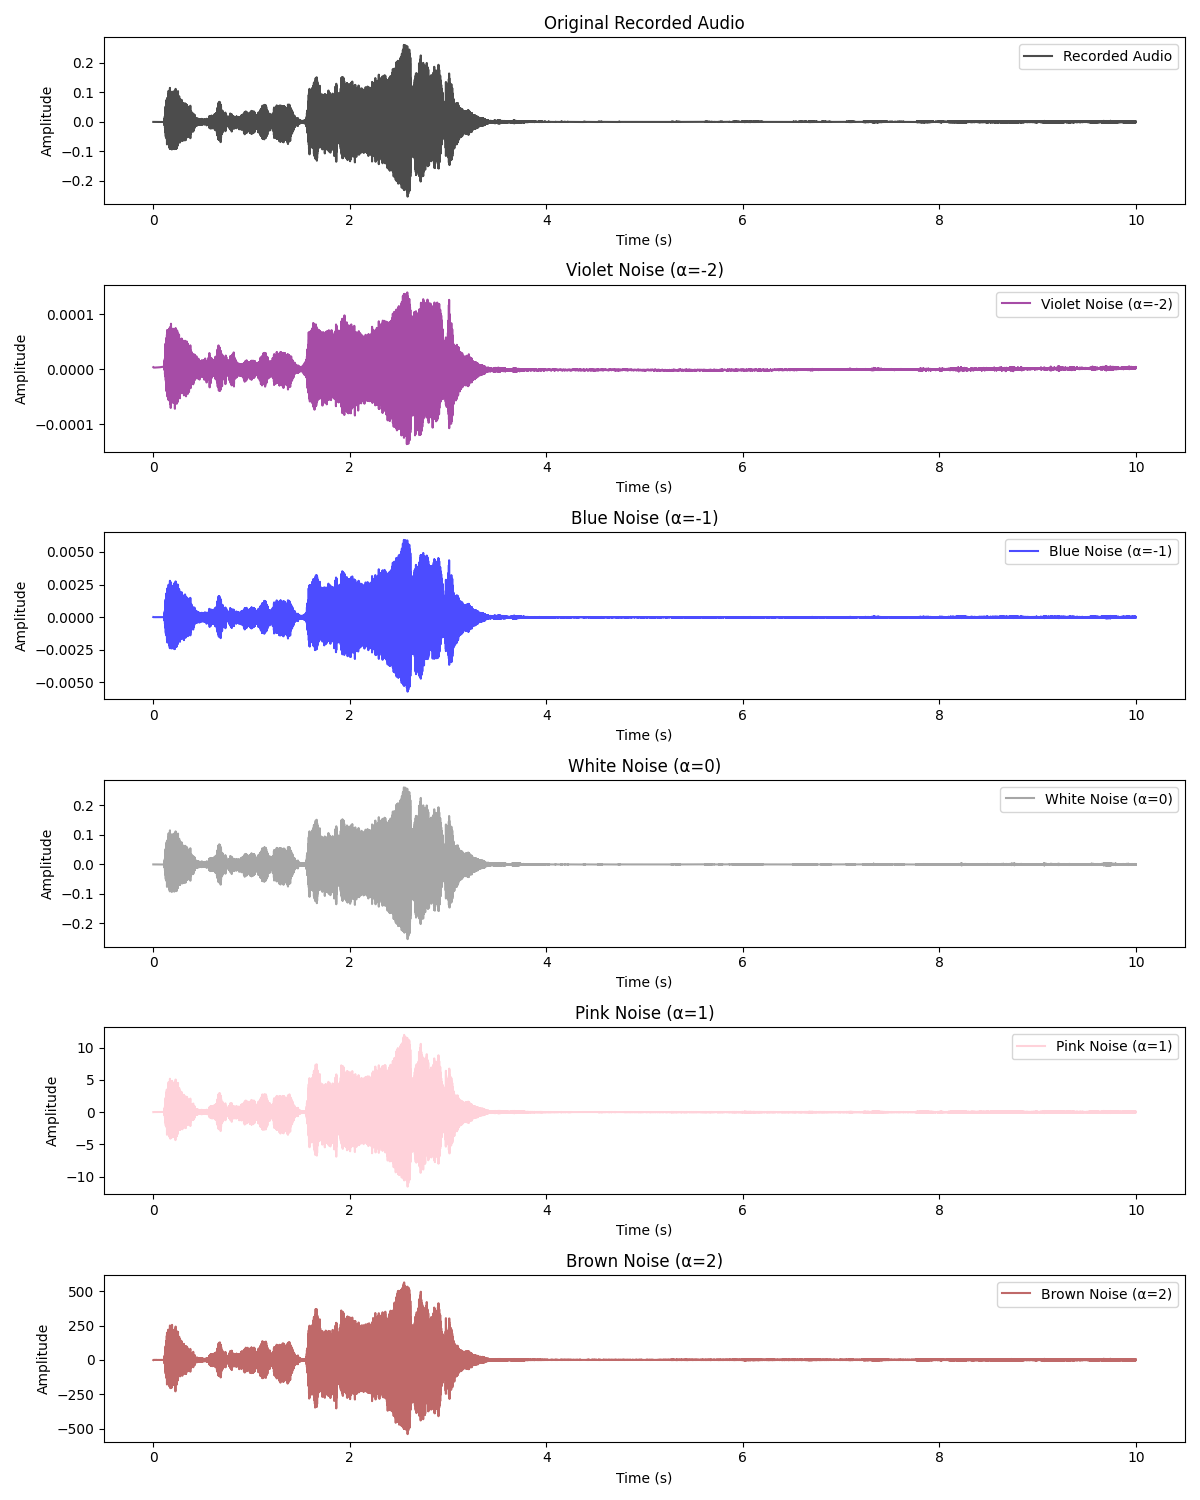 Original Recorded Audio
Recorded Audio
Amplitude
0.2
0.1
0.0
−0.1
−0.2
0 2 4 6 8 10
Time (s)
Violet Noise (α=-2)
Violet Noise (α=-2)
Amplitude
0.0001
0.0000
−0.0001
0 2 4 6 8 10
Time (s)
Blue Noise (α=-1)
Blue Noise (α=-1)
Amplitude
0.0050
0.0025
0.0000
−0.0025
−0.0050
0 2 4 6 8 10
Time (s)
White Noise (α=0)
White Noise (α=0)
Amplitude
0.2
0.1
0.0
−0.1
−0.2
0 2 4 6 8 10
Time (s)
Pink Noise (α=1)
Pink Noise (α=1)
Amplitude
10
5
0
−5
−10
0 2 4 6 8 10
Time (s)
Brown Noise (α=2)
Brown Noise (α=2)
Amplitude
500
250
0
−250
−500
0 2 4 6 8 10
Time (s)